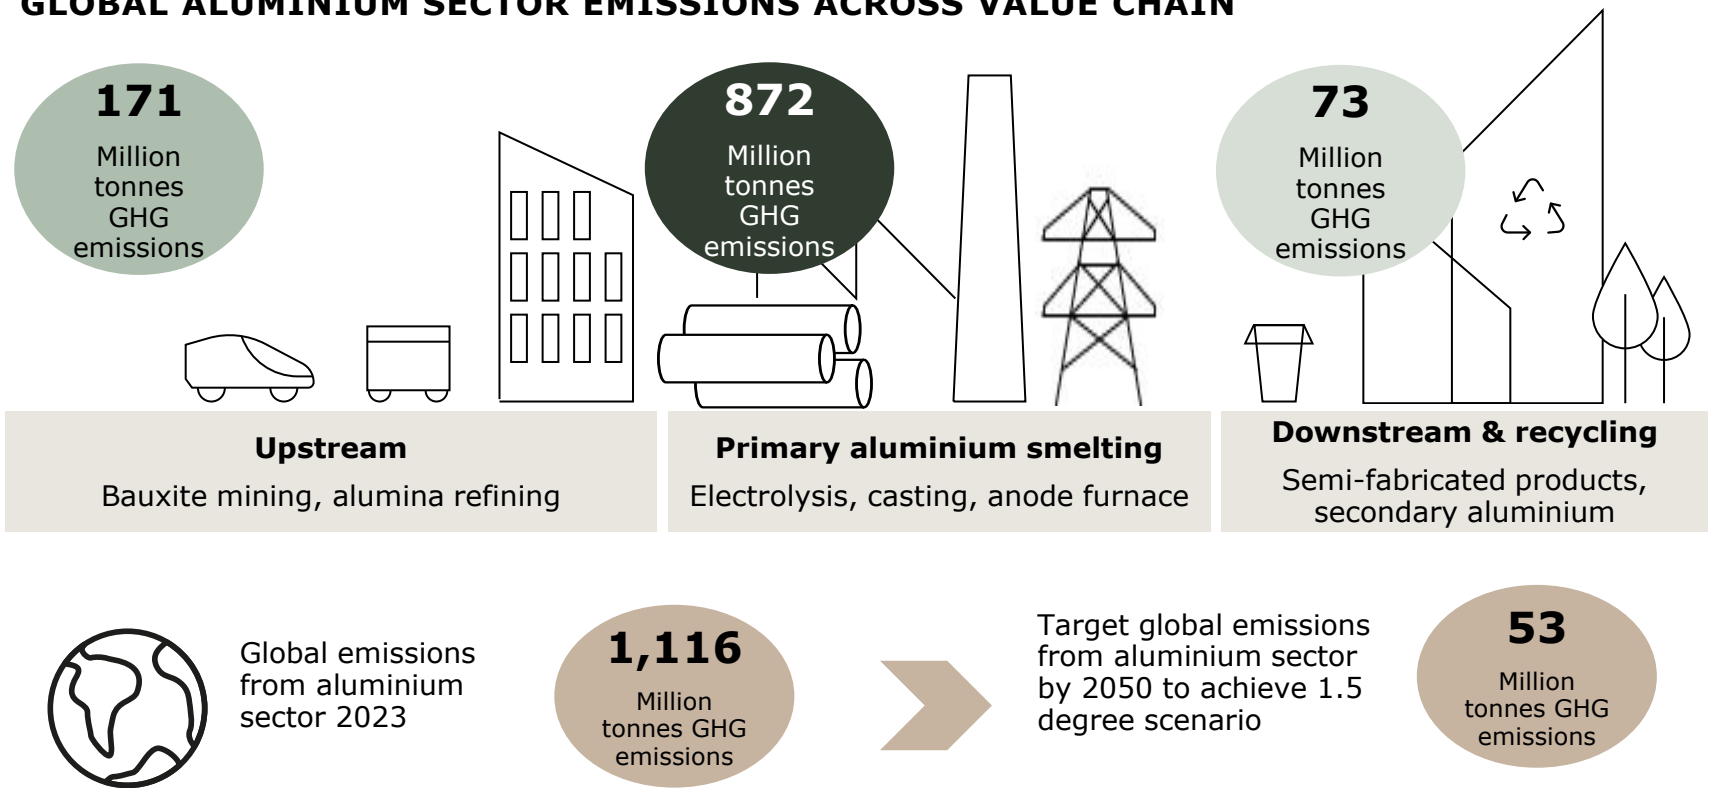 GLOBAL ALUMINIUM SECTOR EMISSIONS ACROSS VALUE CHAIN
171
Million
tonnes
GHG
emissions
872
Million
tonnes
GHG
emissions
73
Million
tonnes
GHG
emissions
Upstream
Bauxite mining, alumina refining
Primary aluminium smelting
Electrolysis, casting, anode furnace
Downstream & recycling
Semi-fabricated products,
secondary aluminium
Global emissions
from aluminium
sector 2023
1,116
Million
tonnes GHG
emissions
Target global emissions
from aluminium sector
by 2050 to achieve 1.5
degree scenario
53
Million
tonnes GHG
emissions